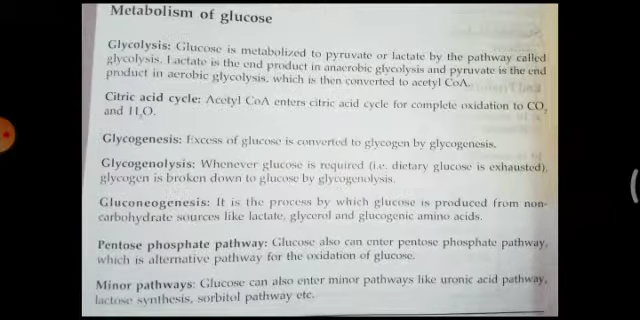 Metabolism of glucose
Glycolysis: Glucose is metabolized to pyruvate or lactate by the pathway called
glycolysis. Lactate is the end product in anaerobic glycolysis and pyruvate is the end
product in aerobic glycolysis, which is then converted to acetyl CoA.
Citric acid cycle: Acetyl CoA enters citric acid cycle for complete oxidation to CO2
and H2O.
Glycogenesis: Excess of glucose is converted to glycogen by glycogenesis.
Glycogenolysis: Whenever glucose is required (i.e. dietary glucose is exhausted),
glycogen is broken down to glucose by glycogenolysis.
Gluconeogenesis: It is the process by which glucose is produced from non-
carbohydrate sources like lactate, glycerol and glucogenic amino acids.
Pentose phosphate pathway: Glucose also can enter pentose phosphate pathway,
which is alternative pathway for the oxidation of glucose.
Minor pathways: Glucose can also enter minor pathways like uronic acid pathway,
lactose synthesis, sorbitol pathway etc.